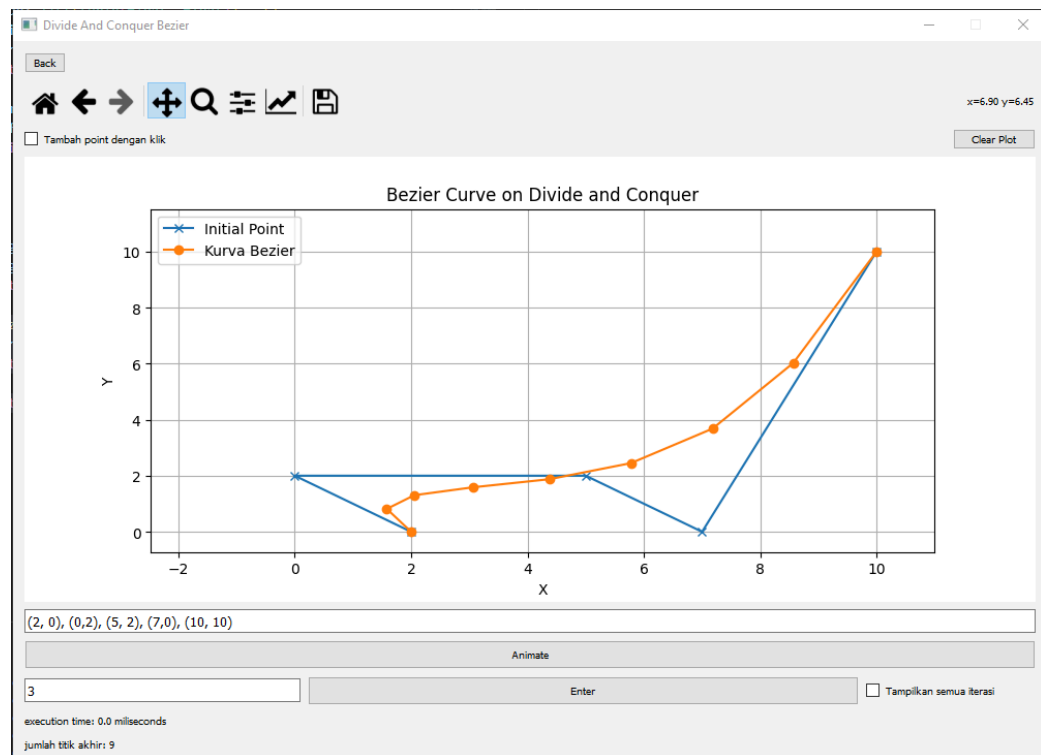 Divide And Conquer Bezier
Back
x=6.90 y=6.45
Tambah point dengan klik
Clear Plot
Bezier Curve on Divide and Conquer
Initial Point
Kurva Bezier
10
8
6
4
2
0
Y
−2 0 2 4 6 8 10
X
(2, 0), (0,2), (5, 2), (7,0), (10, 10)
Animate
3
Enter
Tampilkan semua iterasi
execution time: 0.0 miliseconds
jumlah titik akhir: 9